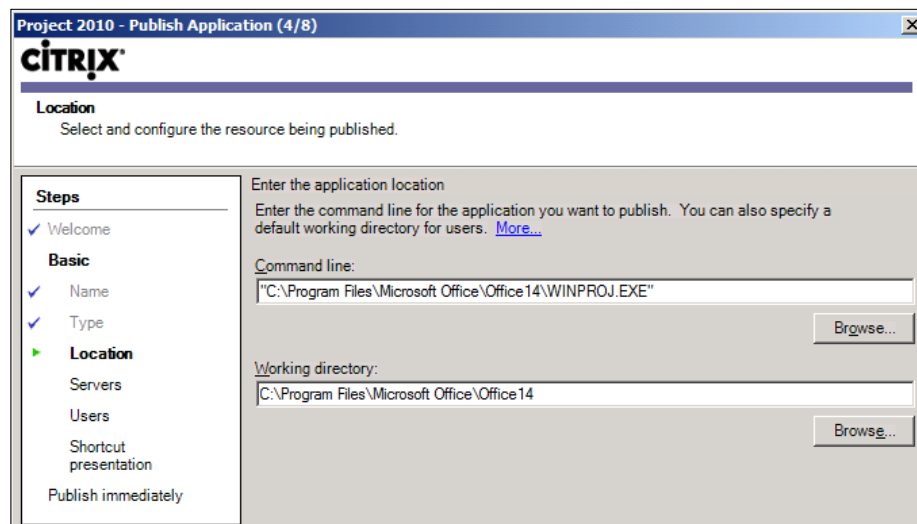 Project 2010 - Publish Application (4/8)
CITRIX
Location
Select and configure the resource being published.
Steps
Welcome
Basic
Name
Type
Location
Servers
Users
Shortcut
presentation
Publish immediately
Enter the application location
Enter the command line for the application you want to publish. You can also specify a
default working directory for users. More...
Command line:
"C:\Program Files\Microsoft Office\Office14\WINPROJ.EXE"
Browse...
Working directory:
C:\Program Files\Microsoft Office\Office14
Browse...